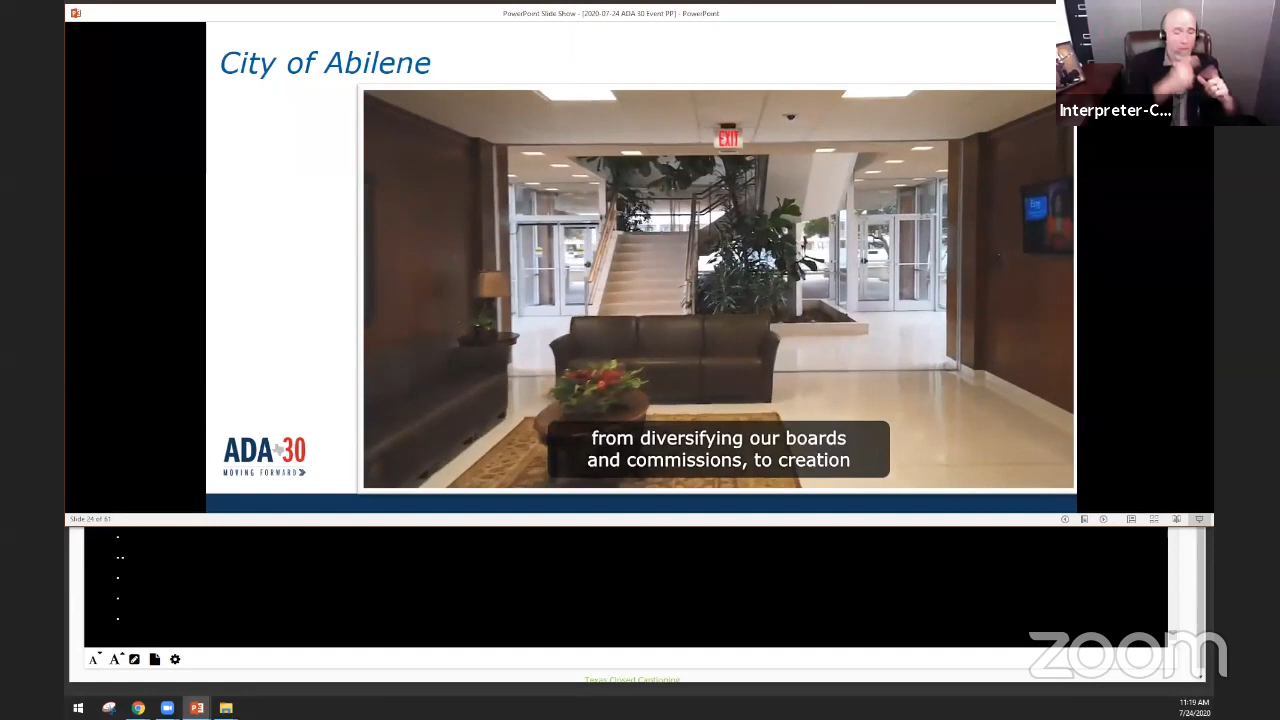 PowerPoint Slide Show - [2020-07-24 ADA 30 Event PP] - PowerPoint
City of Abilene
Interpreter-C...
EXIT
from diversifying our boards
and commissions, to creation
ADA 30
MOVING FORWARD
Slide 24 of 61
A A
zoom
Texas Closed Captioning
11:19 AM
7/24/2020